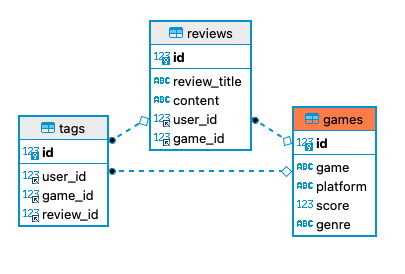 reviews
123 id
ABC review_title
ABC content
123 user_id
123 game_id
tags
123 id
123 user_id
123 game_id
123 review_id
games
123 id
ABC game
ABC platform
123 score
ABC genre